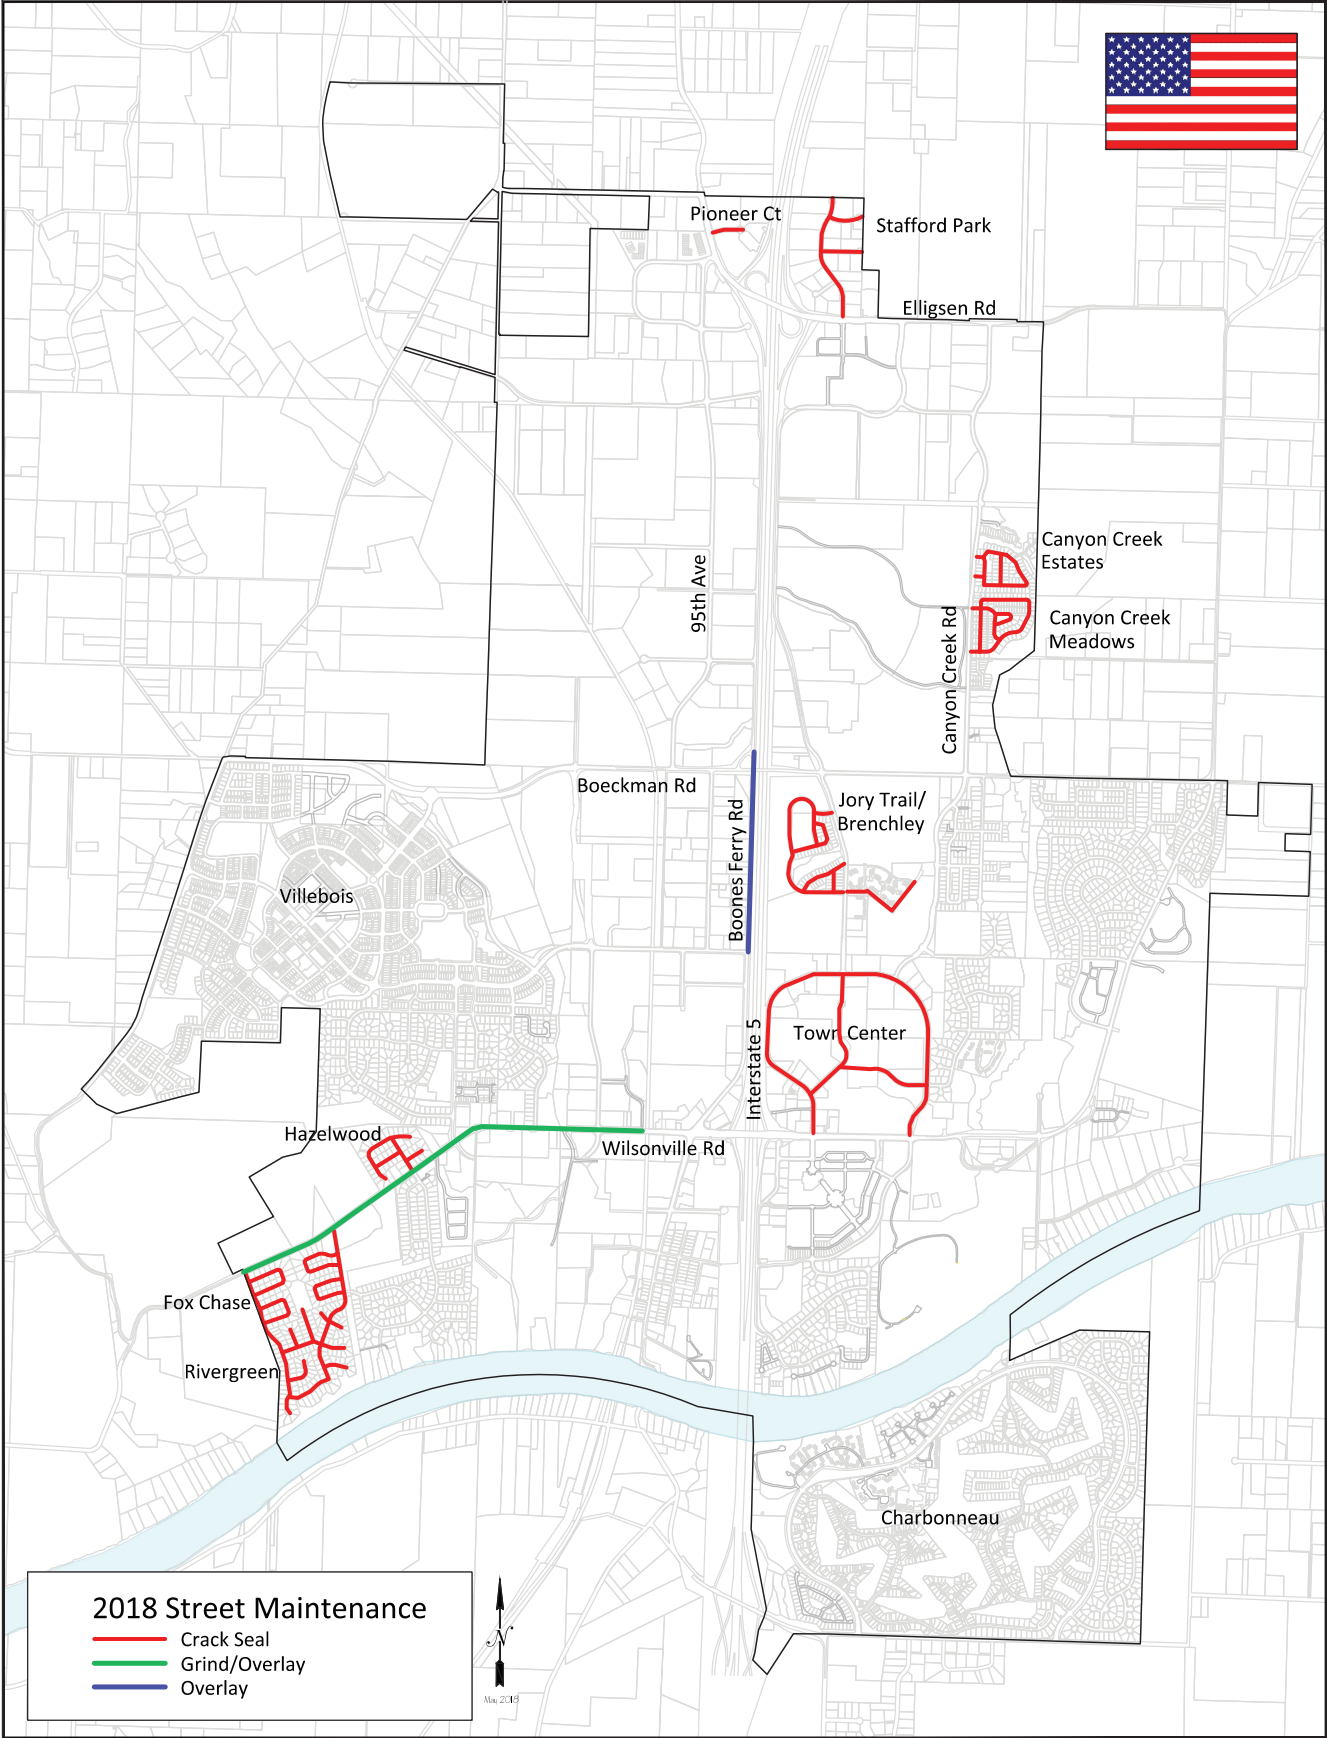 Pioneer Ct
Stafford Park
Elligsen Rd
Canyon Creek
Estates
95th Ave
Canyon Creek
Meadows
Canyon Creek Rd
Boeckman Rd
Jory Trail/
Brenchley
Boones Ferry Rd
Villebois
Town Center
Interstate 5
Hazelwood
Wilsonville Rd
Fox Chase
Rivergreen
Charbonneau
2018 Street Maintenance
Crack Seal
Grind/Overlay
Overlay
N
May 2018